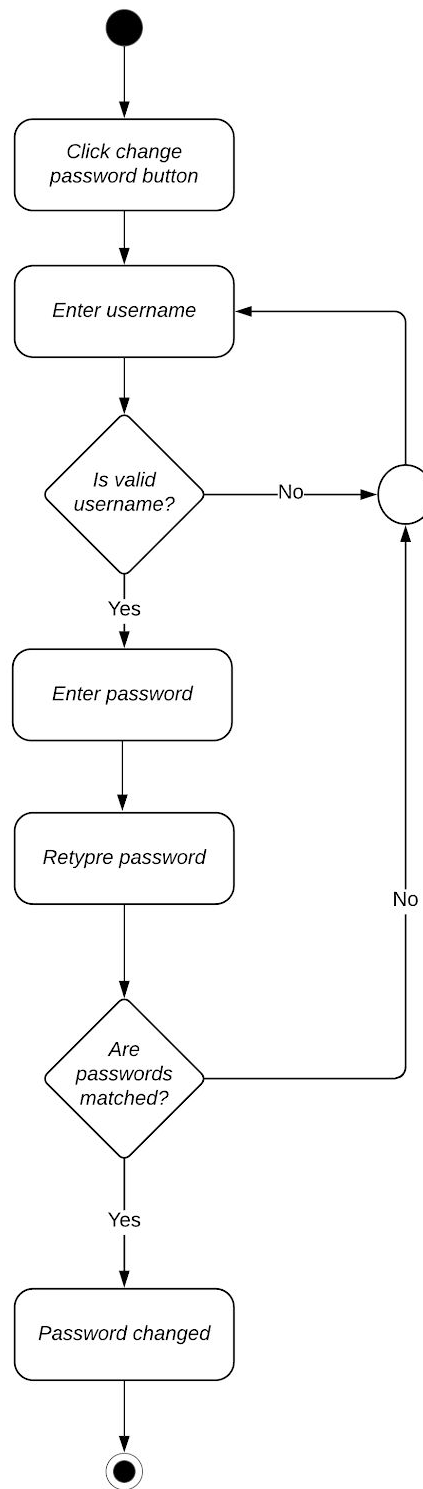 Click change
password button
Enter username
Is valid
username?
No
Yes
Enter password
Retypre password
No
Are
passwords
matched?
Yes
Password changed